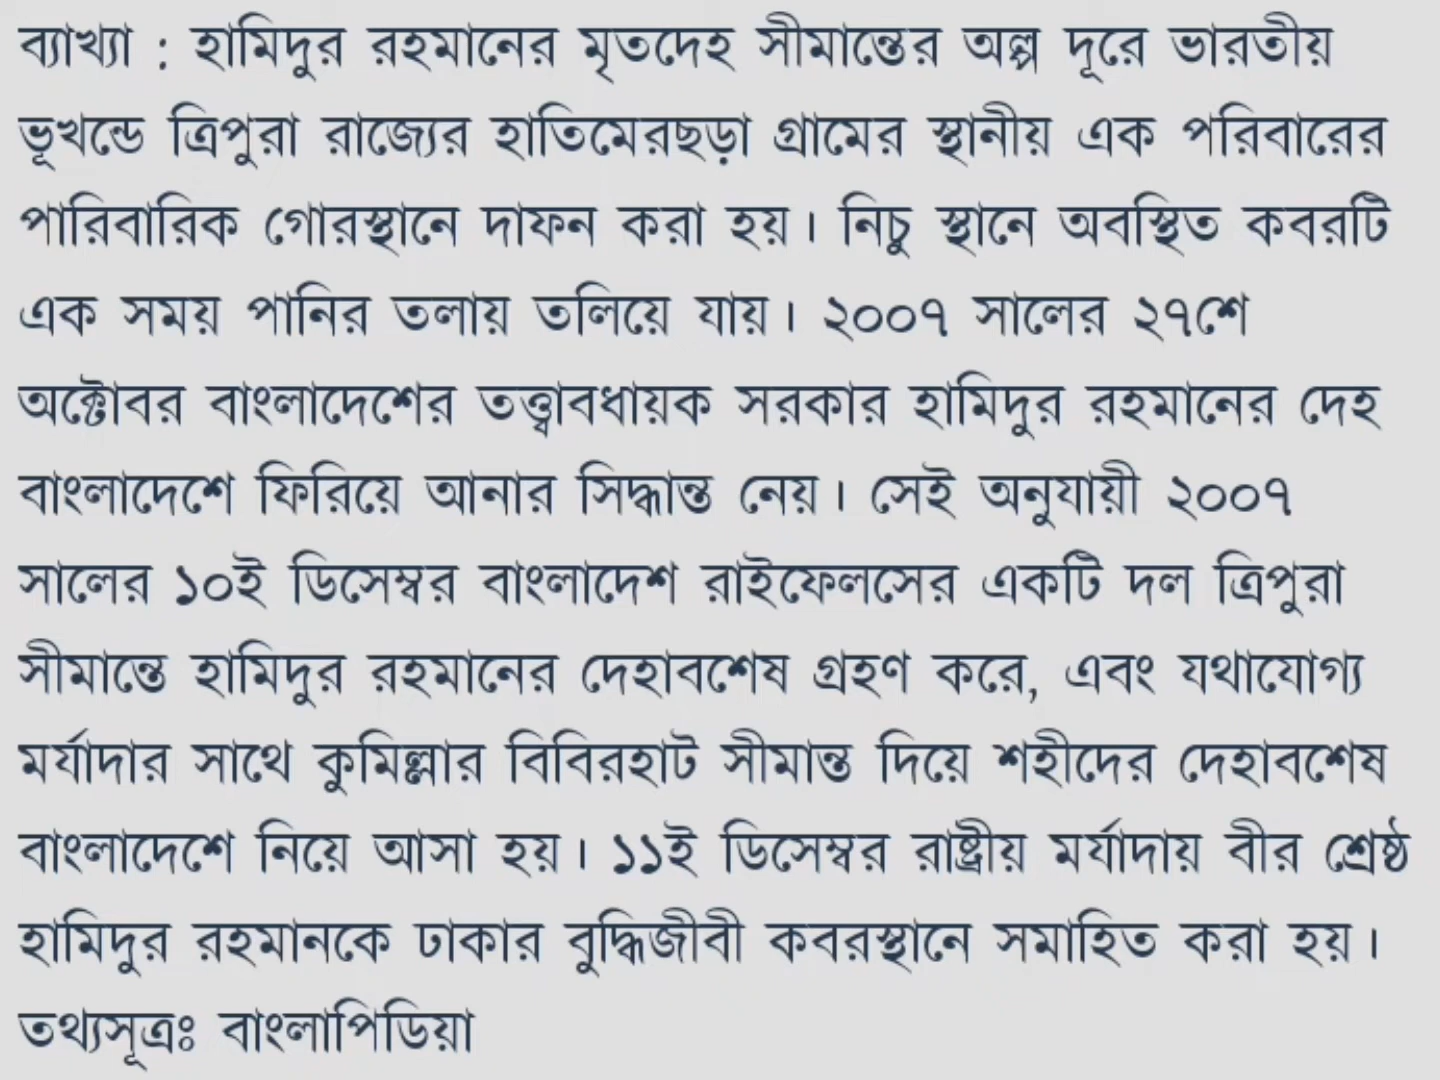 ব্যাখ্যা : হামিদুর রহমানের মৃতদেহ সীমান্তের অল্প দূরে ভারতীয়
ভূখন্ডে ত্রিপুরা রাজ্যের হাতিমেরছড়া গ্রামের স্থানীয় এক পরিবারের
পারিবারিক গোরস্থানে দাফন করা হয়। নিচু স্থানে অবস্থিত কবরটি
এক সময় পানির তলায় তলিয়ে যায়। ২০০৭ সালের ২৭শে
অক্টোবর বাংলাদেশের তত্ত্বাবধায়ক সরকার হামিদুর রহমানের দেহ
বাংলাদেশে ফিরিয়ে আনার সিদ্ধান্ত নেয়। সেই অনুযায়ী ২০০৭
সালের ১০ই ডিসেম্বর বাংলাদেশ রাইফেলসের একটি দল ত্রিপুরা
সীমান্তে হামিদুর রহমানের দেহাবশেষ গ্রহণ করে, এবং যথাযোগ্য
মর্যাদার সাথে কুমিল্লার বিবিরহাট সীমান্ত দিয়ে শহীদের দেহাবশেষ
বাংলাদেশে নিয়ে আসা হয়। ১১ই ডিসেম্বর রাষ্ট্রীয় মর্যাদায় বীর শ্রেষ্ঠ
হামিদুর রহমানকে ঢাকার বুদ্ধিজীবী কবরস্থানে সমাহিত করা হয়।
তথ্যসূত্রঃ বাংলাপিডিয়া